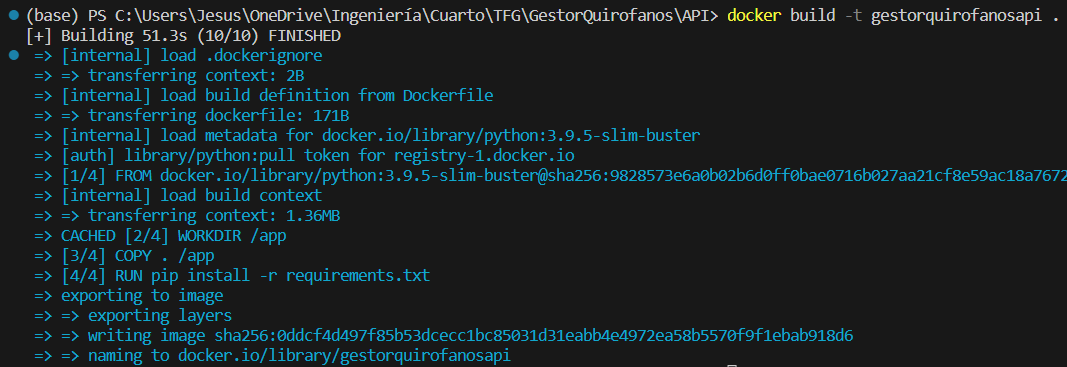 (base) PS C:\Users\Jesus\OneDrive\Ingeniería\Cuarto\TFG\GestorQuirofanos\API> docker build -t gestorquirofanosapi .
[+] Building 51.3s (10/10) FINISHED
=> [internal] load .dockerignore
=> => transferring context: 2B
=> [internal] load build definition from Dockerfile
=> => transferring dockerfile: 171B
=> [internal] load metadata for docker.io/library/python:3.9.5-slim-buster
=> [auth] library/python:pull token for registry-1.docker.io
=> [1/4] FROM docker.io/library/python:3.9.5-slim-buster@sha256:9828573e6a0b02b6d0ff0bae0716b027aa21cf8e59ac18a7672
=> [internal] load build context
=> => transferring context: 1.36MB
=> CACHED [2/4] WORKDIR /app
=> [3/4] COPY . /app
=> [4/4] RUN pip install -r requirements.txt
=> exporting to image
=> => exporting layers
=> => writing image sha256:0ddcf4d497f85b53dcecc1bc85031d31eabb4e4972ea58b5570f9f1ebab918d6
=> => naming to docker.io/library/gestorquirofanosapi